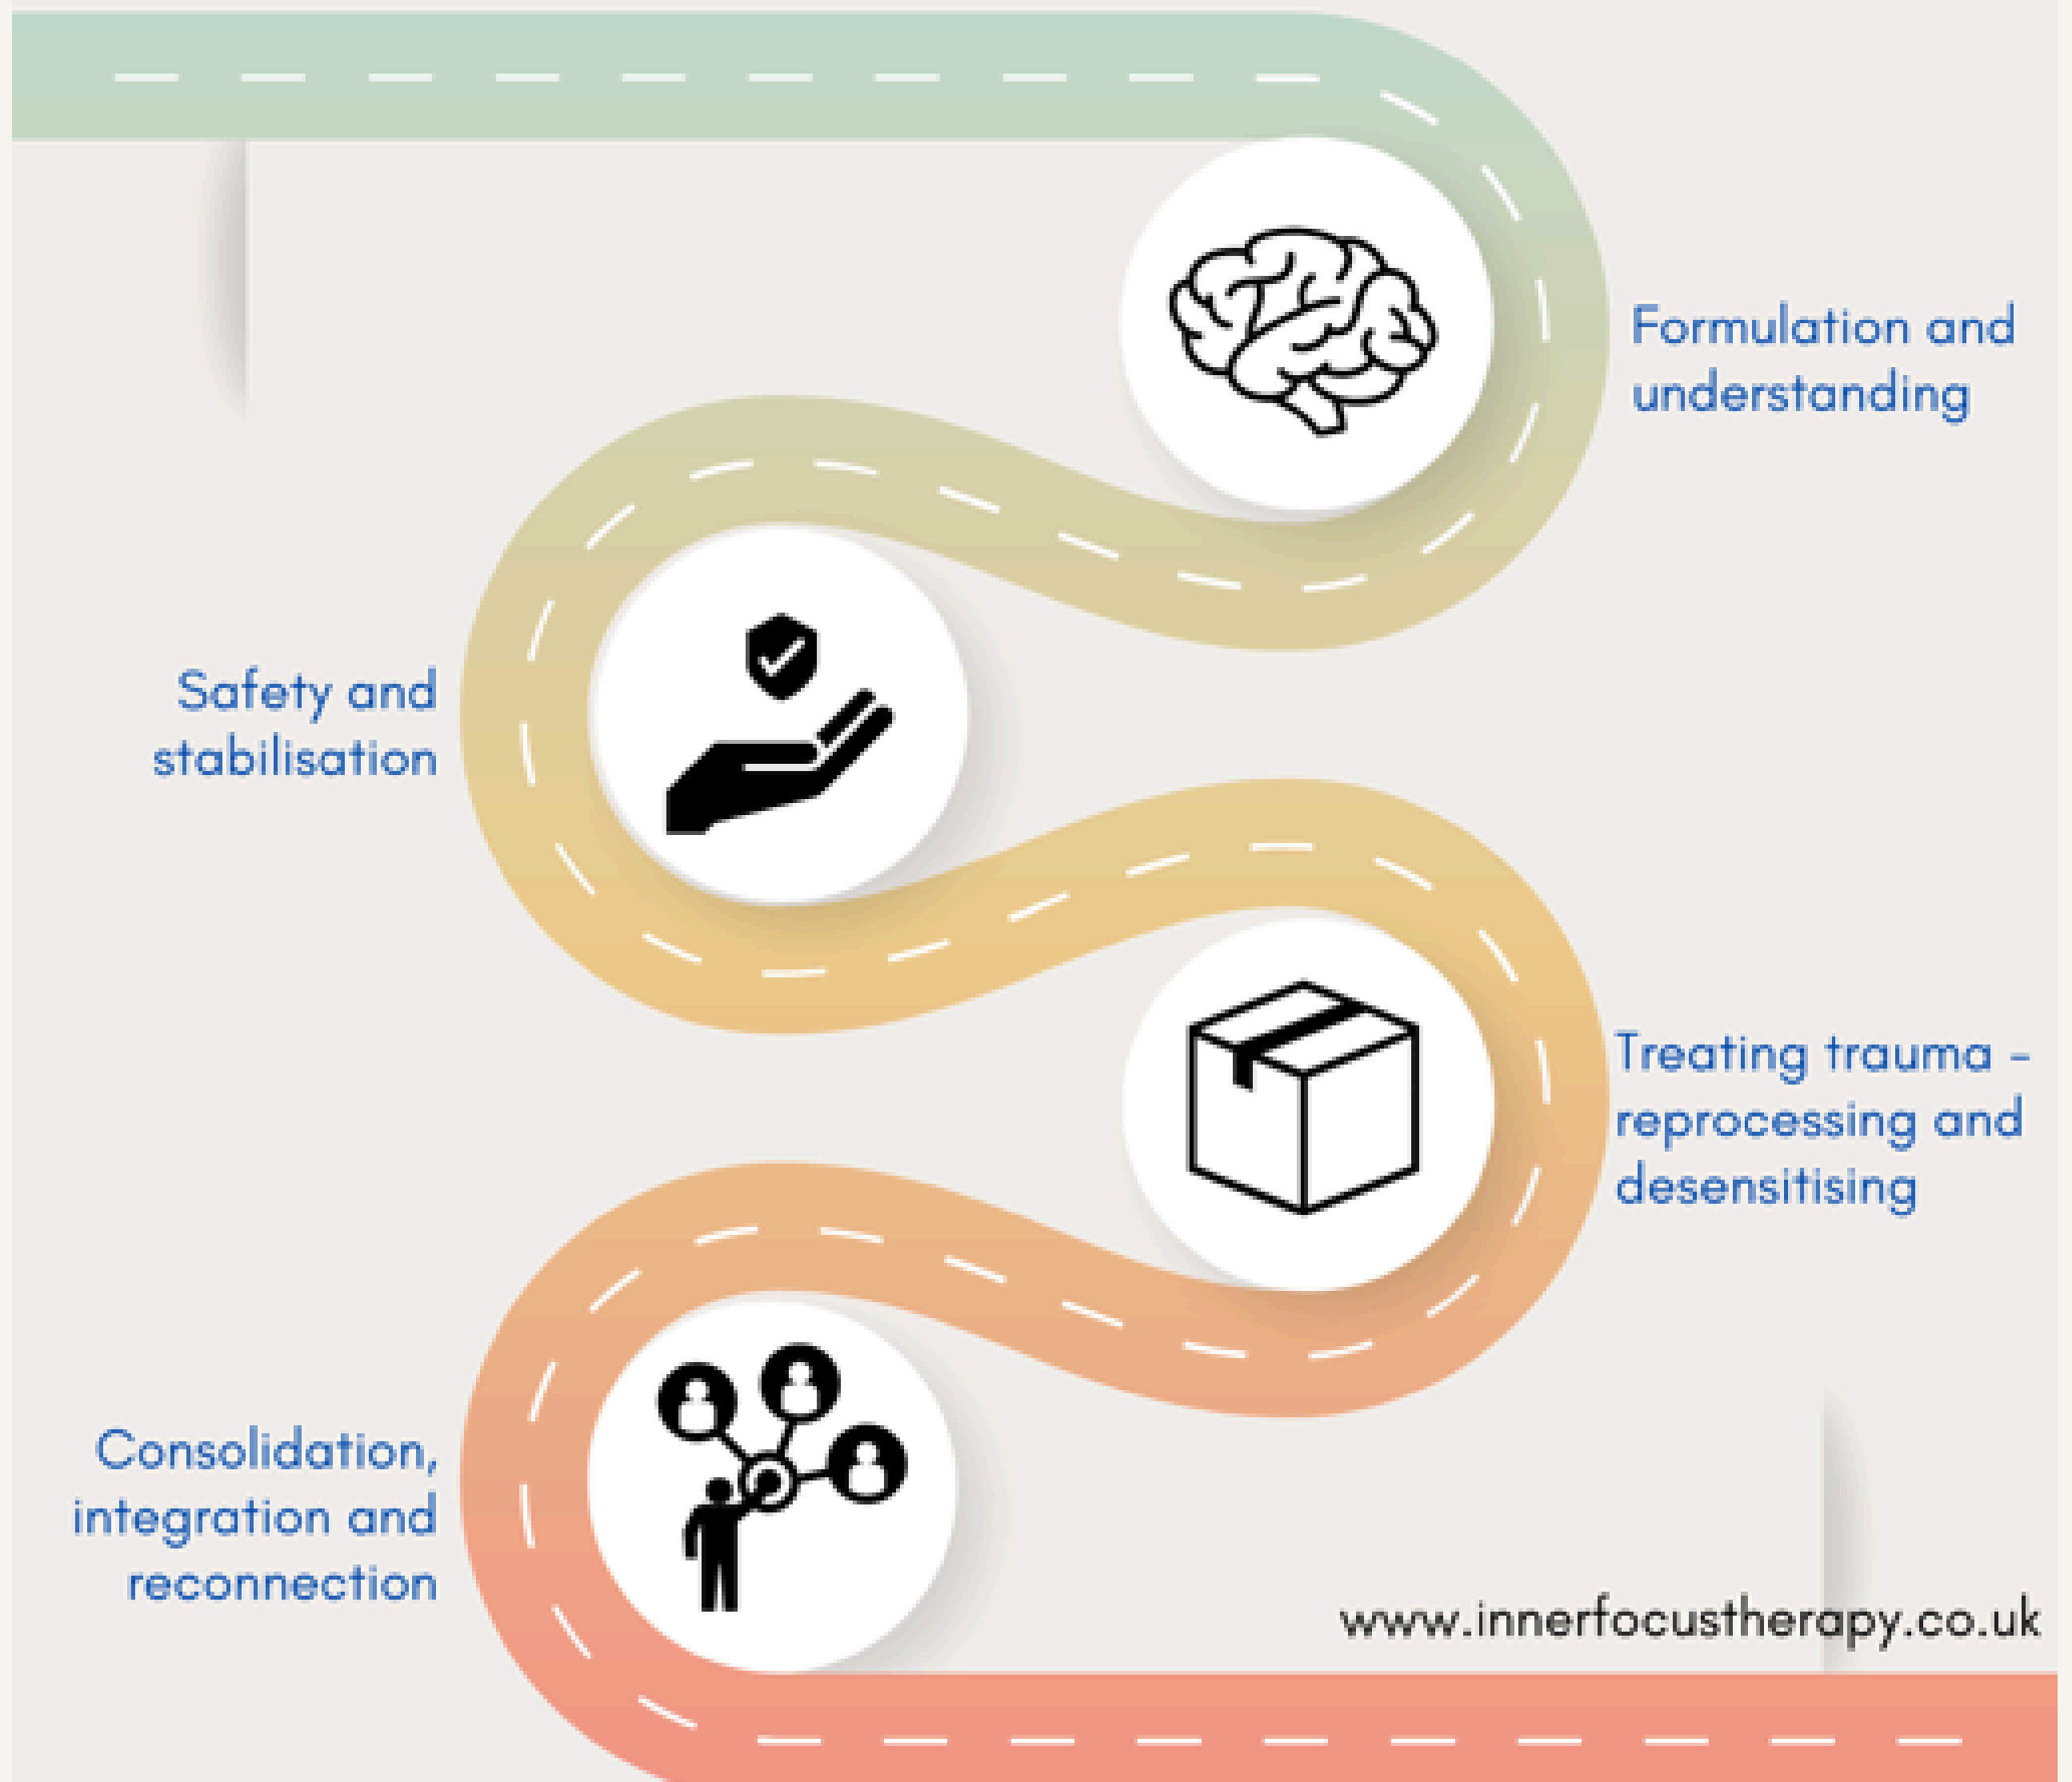 Formulation and
understanding
Safety and
stabilisation
Treating trauma -
reprocessing and
desensitising
Consolidation,
integration and
reconnection
www.innerfocustherapy.co.uk